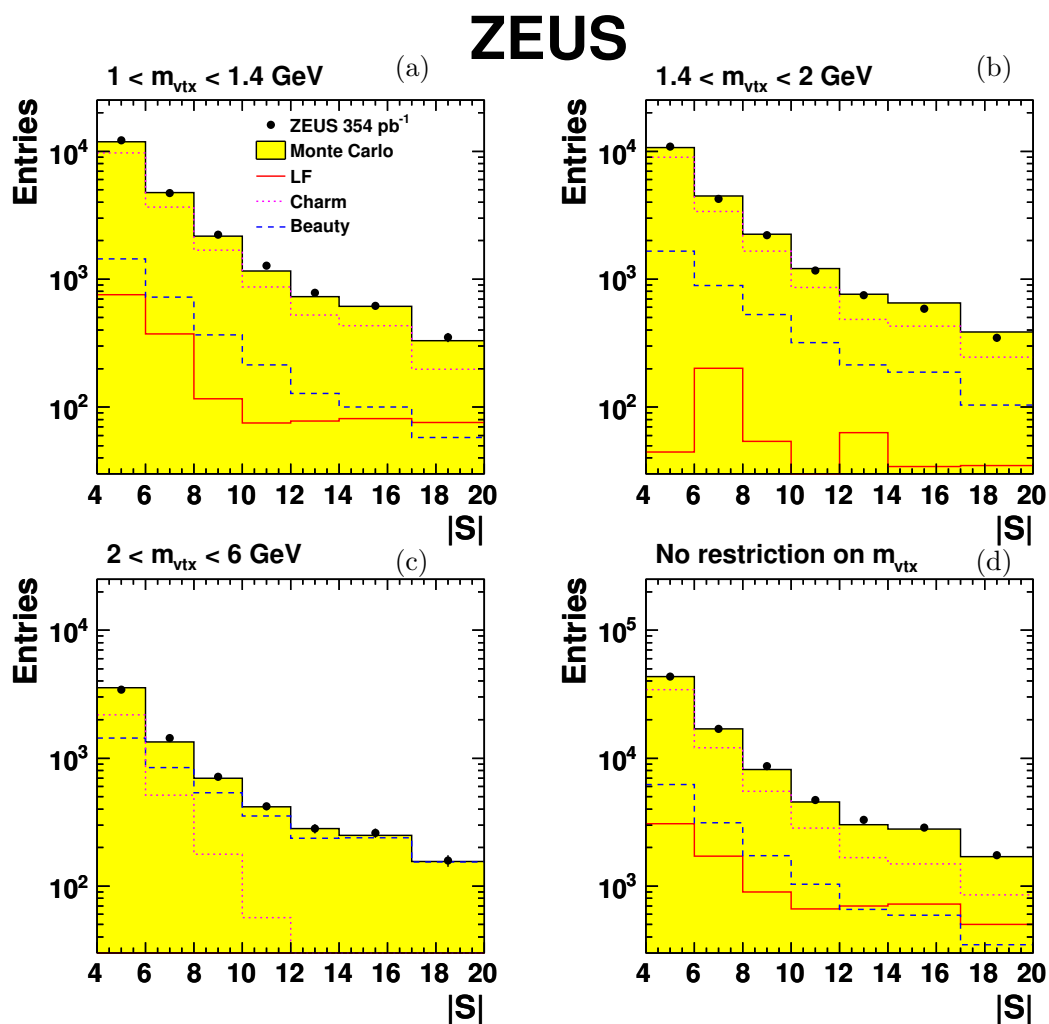 ZEUS
1 < m_vtx < 1.4 GeV (a)
Entries
10^4
10^3
10^2
ZEUS 354 pb^-1
Monte Carlo
LF
Charm
Beauty
4 6 8 10 12 14 16 18 20
|S|
1.4 < m_vtx < 2 GeV (b)
Entries
10^4
10^3
10^2
4 6 8 10 12 14 16 18 20
|S|
2 < m_vtx < 6 GeV (c)
Entries
10^4
10^3
10^2
4 6 8 10 12 14 16 18 20
|S|
No restriction on m_vtx (d)
Entries
10^5
10^4
10^3
4 6 8 10 12 14 16 18 20
|S|